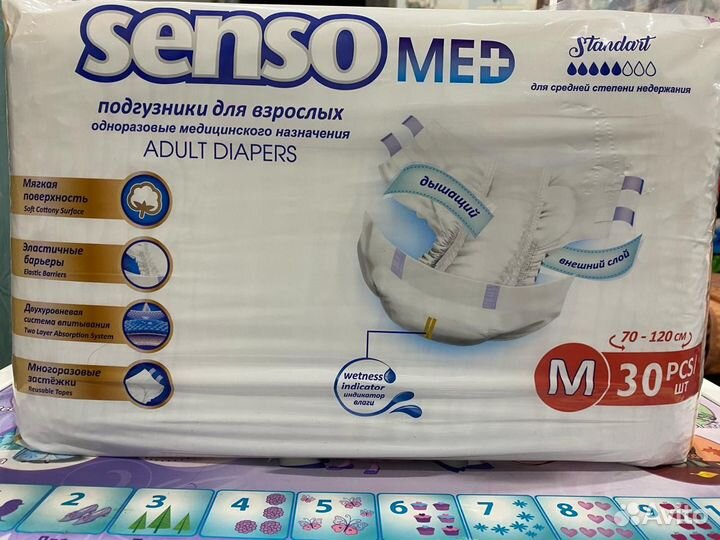 senso MED
Standart
для средней степени недержания
подгузники для взрослых
одноразовые медицинского назначения
ADULT DIAPERS
Мягкая
поверхность
Soft Cottony Surface
Эластичные
барьеры
Elastic Barriers
Двухуровневая
система впитывания
Two Layer Absorption System
Многоразовые
застёжки
Reusable Tapes
дышащий
внешний слой
wetness
indicator
индикатор
влаги
70 - 120 см
M 30 PCS/
ШТ
2 3 4 5 6 7 8 9
Avito